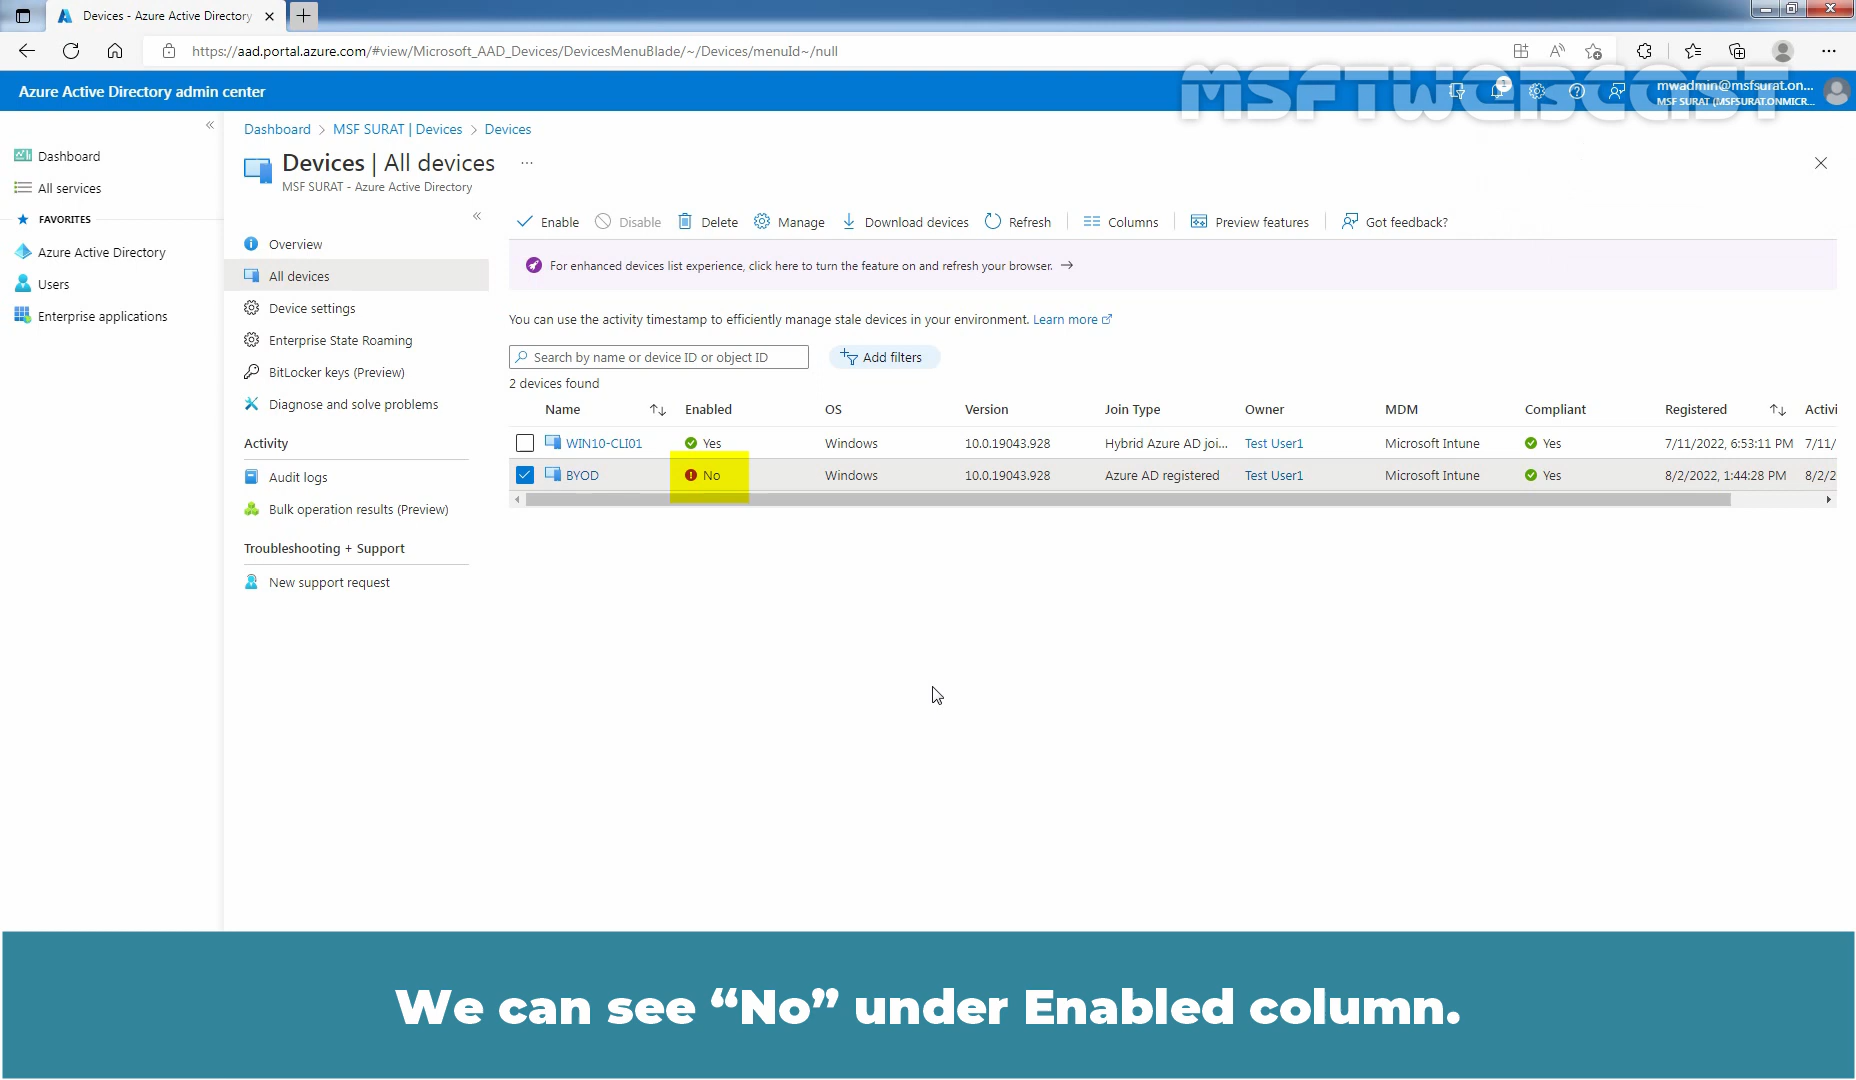 Devices - Azure Active Directory
https://aad.portal.azure.com/#view/Microsoft_AAD_Devices/DevicesMenuBlade/~/Devices/menuId~/null
MSFTWEBCAST
Azure Active Directory admin center
1
mwadmin@msfsurat.on...
MSF SURAT (MSFSURAT.ONMICR...
Dashboard
All services
FAVORITES
Azure Active Directory
Users
Enterprise applications
Dashboard > MSF SURAT | Devices > Devices
Devices | All devices ...
MSF SURAT - Azure Active Directory
Overview
All devices
Device settings
Enterprise State Roaming
BitLocker keys (Preview)
Diagnose and solve problems
Activity
Audit logs
Bulk operation results (Preview)
Troubleshooting + Support
New support request
Enable Disable Delete Manage Download devices Refresh Columns Preview features Got feedback?
For enhanced devices list experience, click here to turn the feature on and refresh your browser. →
You can use the activity timestamp to efficiently manage stale devices in your environment. Learn more
Search by name or device ID or object ID Add filters
2 devices found
Name Enabled OS Version Join Type Owner MDM Compliant Registered Activi
WIN10-CLI01 Yes Windows 10.0.19043.928 Hybrid Azure AD joi... Test User1 Microsoft Intune Yes 7/11/2022, 6:53:11 PM 7/11/
BYOD No Windows 10.0.19043.928 Azure AD registered Test User1 Microsoft Intune Yes 8/2/2022, 1:44:28 PM 8/2/2
We can see “No” under Enabled column.